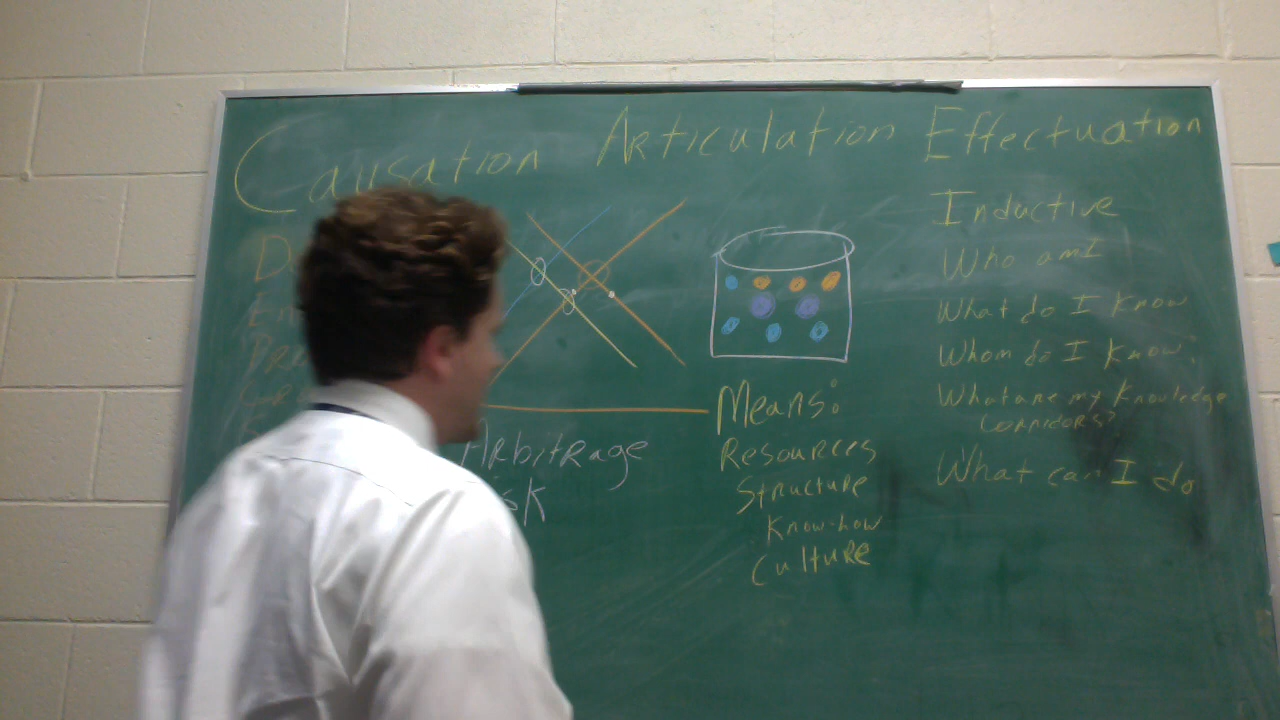 Causation Articulation Effectuation
Inductive
Who am I
What do I know
Whom do I know
What are my knowledge
corridors?
What can I do
Means:
Resources
Structure
Know-how
Culture
Arbitrage